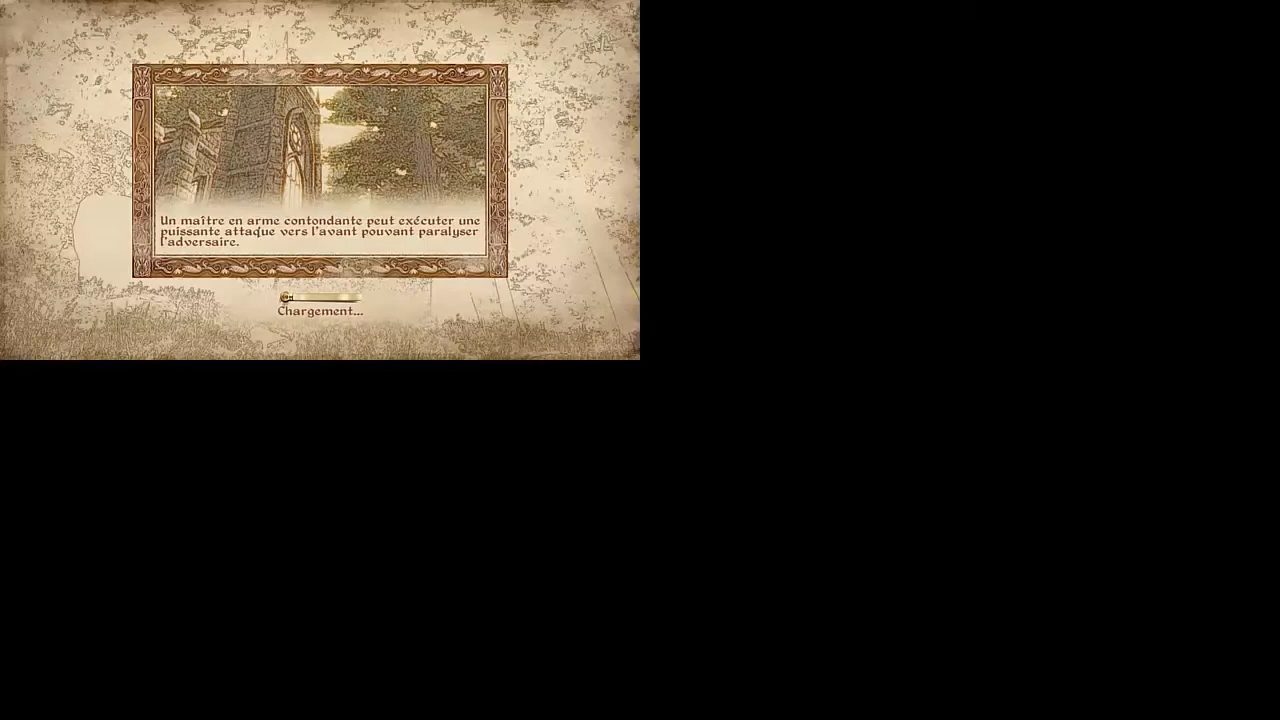 Un maître en arme contondante peut exécuter une
puissante attaque vers l'avant pouvant paralyser
l'adversaire.
Chargement...